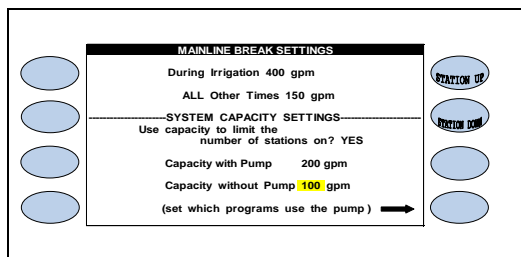 MAINLINE BREAK SETTINGS
During Irrigation 400 gpm
STATION UP
ALL Other Times 150 gpm
SYSTEM CAPACITY SETTINGS
STATION DOWN
Use capacity to limit the
number of stations on? YES
Capacity with Pump 200 gpm
Capacity without Pump 100 gpm
(set which programs use the pump)